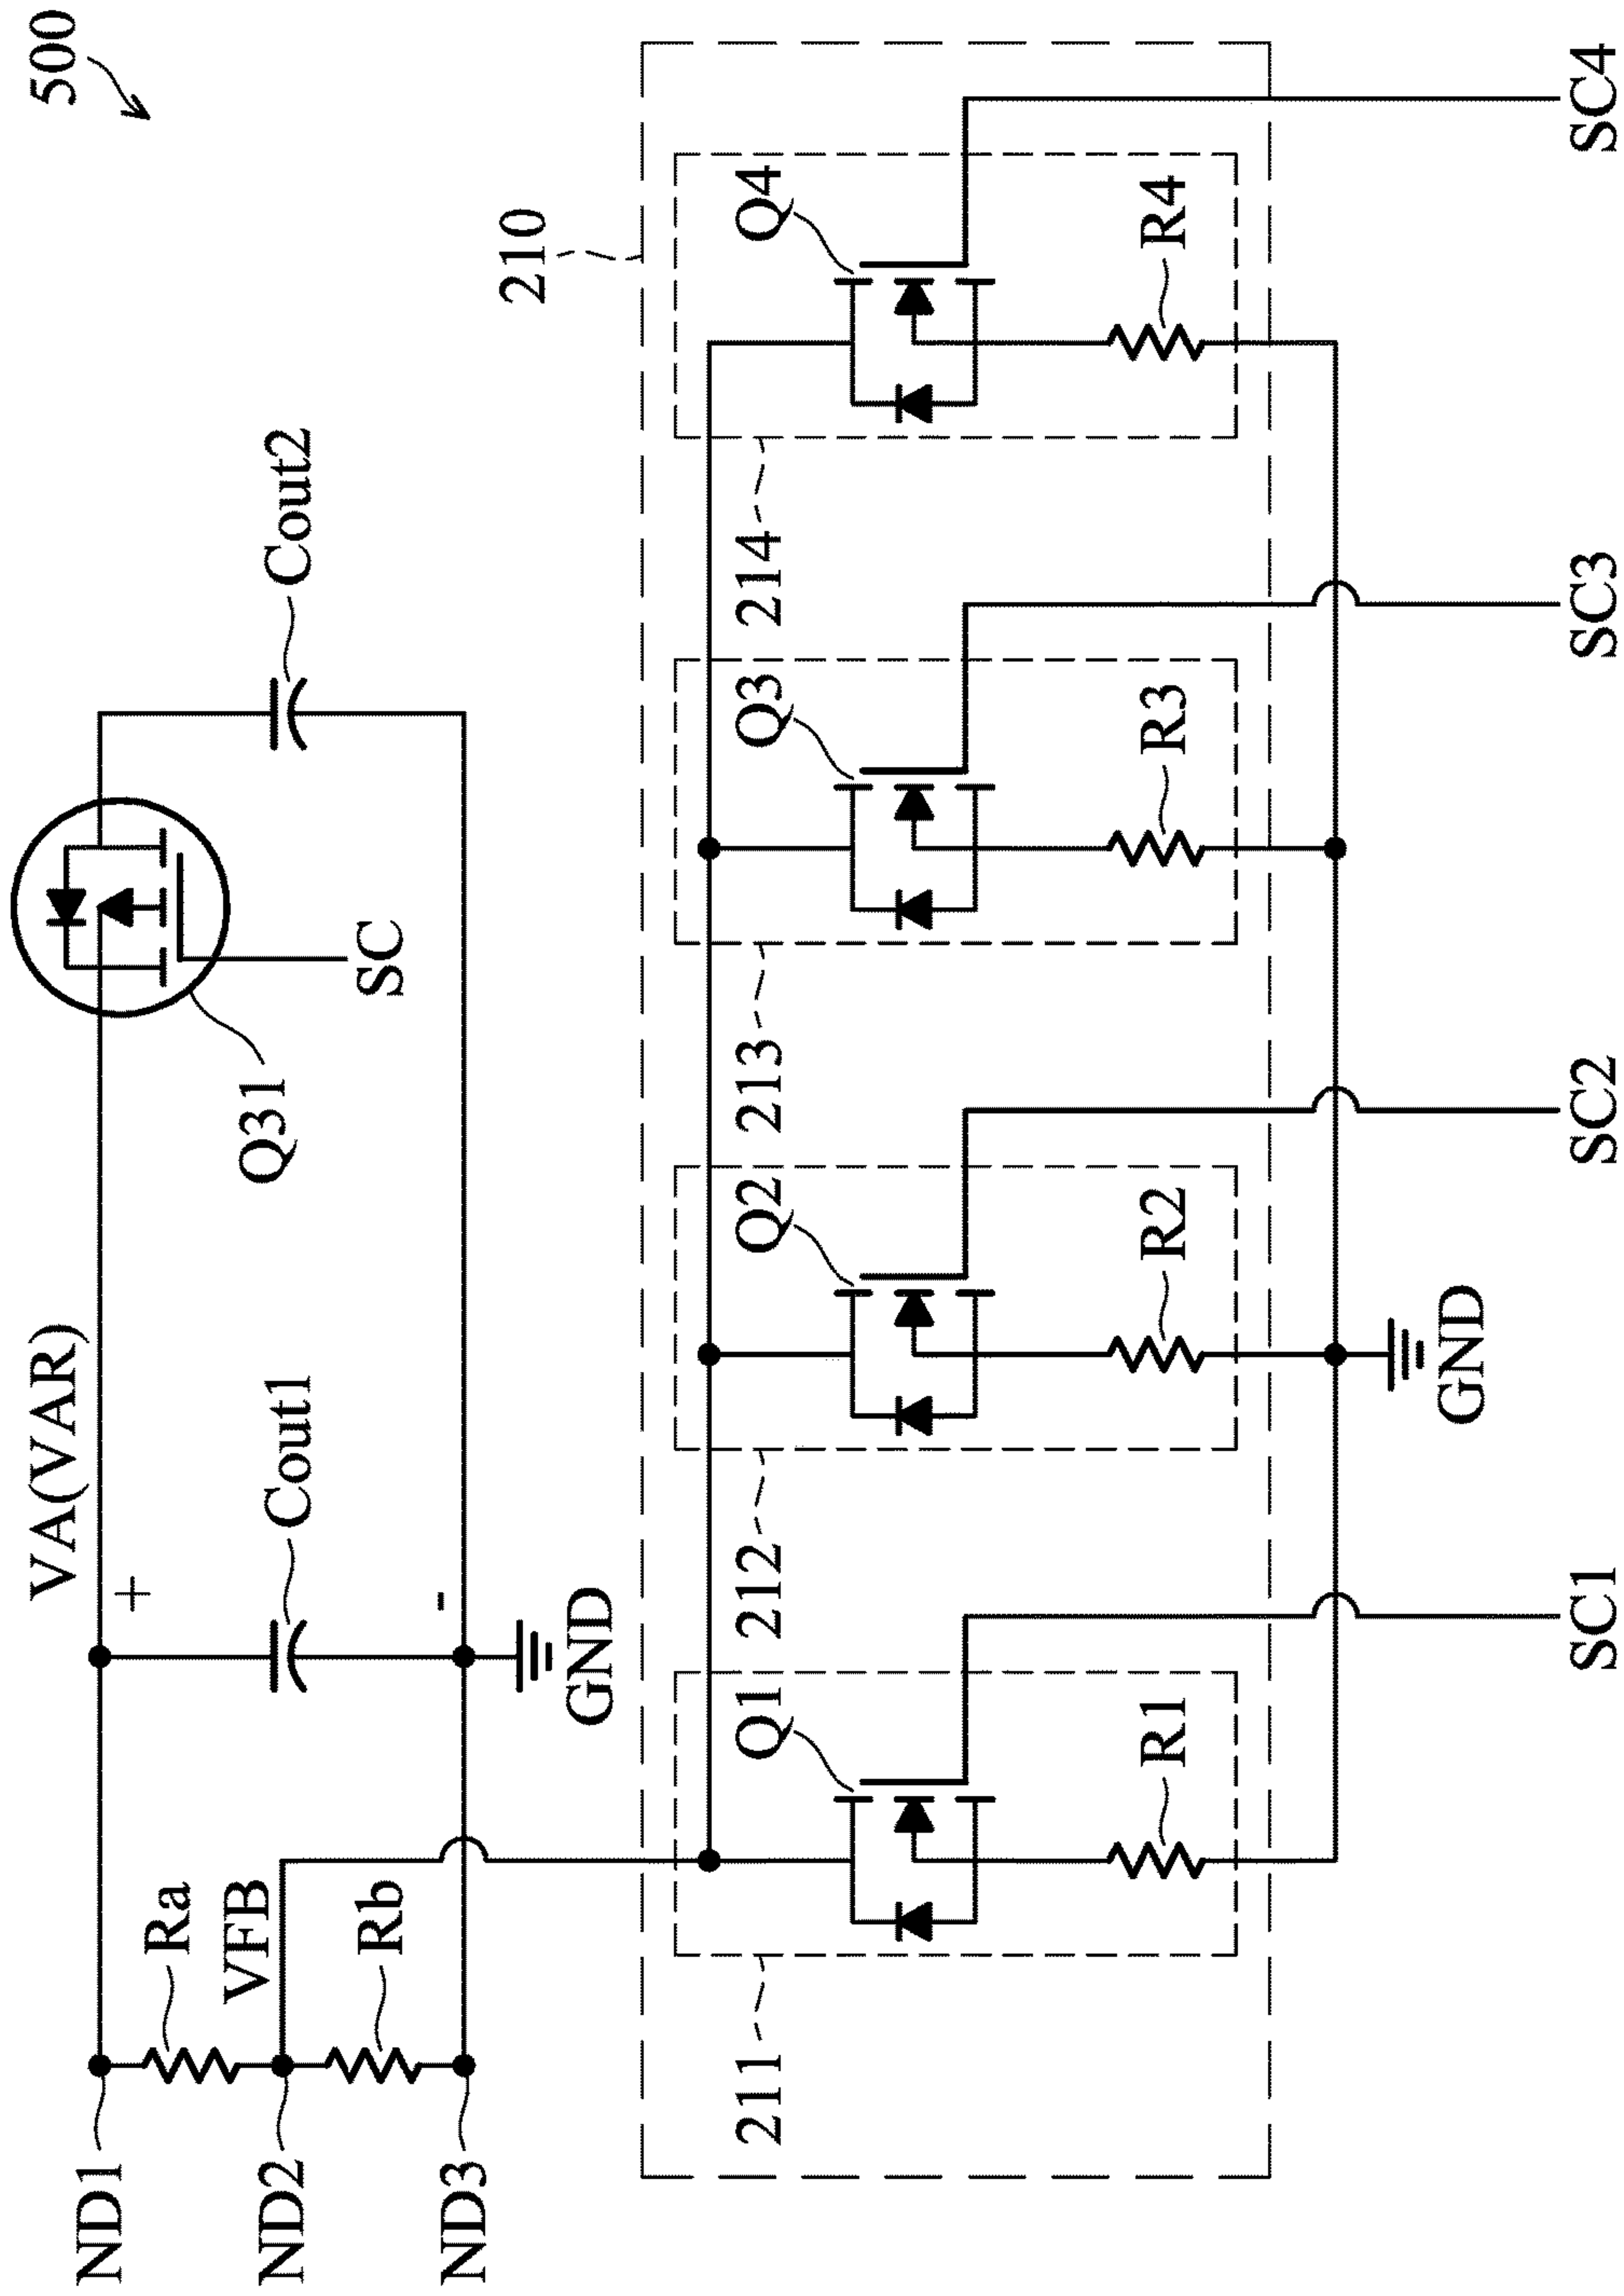 500
VA(VAR)
+
-
ND1
Ra
ND2
VFB
Rb
ND3
Cout1
GND
Q31
SC
Cout2
210
211
Q1
R1
212
Q2
R2
213
Q3
R3
214
Q4
R4
GND
SC1
SC2
SC3
SC4